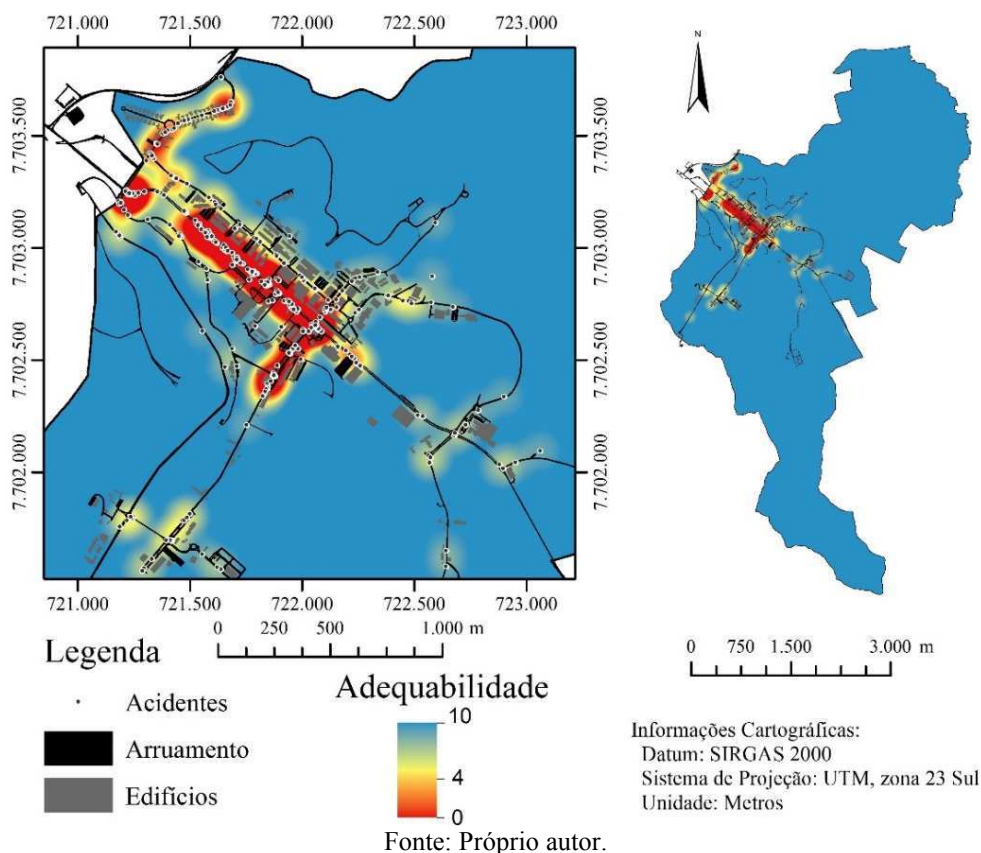 721.000 721.500 722.000 722.500 723.000
N
7.703.500 7.703.500
7.703.000 7.703.000
7.702.500 7.702.500
7.702.000 7.702.000
721.000 721.500 722.000 722.500 723.000
0 250 500 1.000 m
Legenda
Acidentes
Arruamento
Edifícios
Adequabilidade
10
4
0
0 750 1.500 3.000 m
Informações Cartográficas:
Datum: SIRGAS 2000
Sistema de Projeção: UTM, zona 23 Sul
Unidade: Metros
Fonte: Próprio autor.